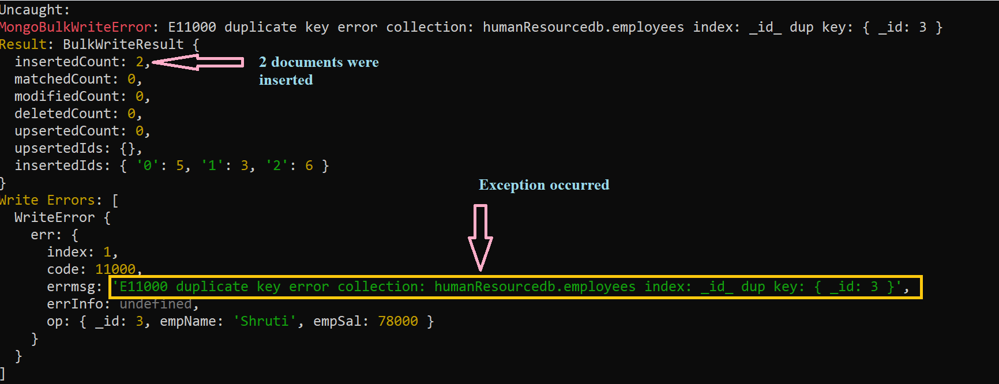 Uncaught:
MongoBulkWriteError: E11000 duplicate key error collection: humanResourcedb.employees index: _id_ dup key: { _id: 3 }
Result: BulkWriteResult {
  insertedCount: 2,
2 documents were
inserted
  matchedCount: 0,
  modifiedCount: 0,
  deletedCount: 0,
  upsertedCount: 0,
  upsertedIds: {},
  insertedIds: { '0': 5, '1': 3, '2': 6 }
}
Exception occurred
Write Errors: [
  WriteError {
    err: {
      index: 1,
      code: 11000,
      errmsg: 'E11000 duplicate key error collection: humanResourcedb.employees index: _id_ dup key: { _id: 3 }',
      errInfo: undefined,
      op: { _id: 3, empName: 'Shruti', empSal: 78000 }
    }
  }
]